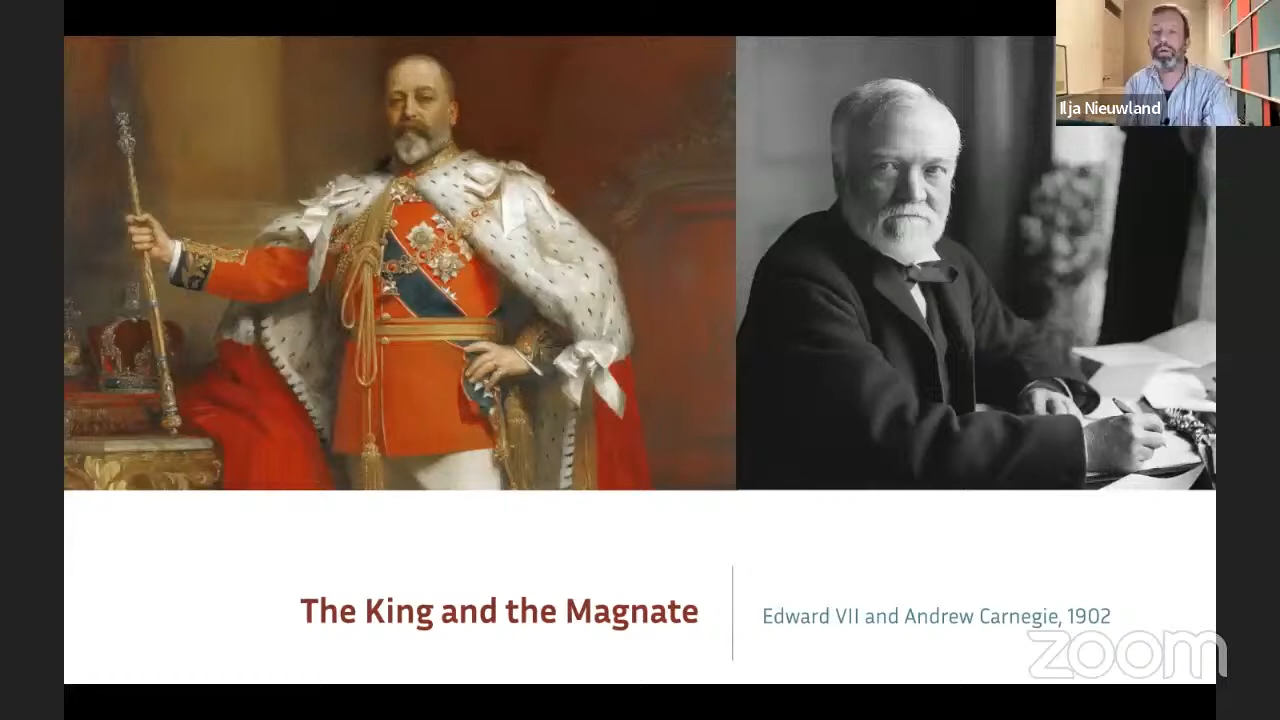 Ilja Nieuwland
The King and the Magnate
Edward VII and Andrew Carnegie, 1902
zoom